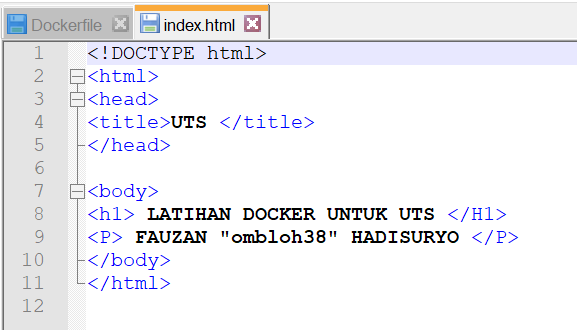 Dockerfile index.html
1 <!DOCTYPE html>
2 <html>
3 <head>
4 <title>UTS </title>
5 </head>
6
7 <body>
8 <h1> LATIHAN DOCKER UNTUK UTS </H1>
9 <P> FAUZAN "ombloh38" HADISURYO </P>
10 </body>
11 </html>
12